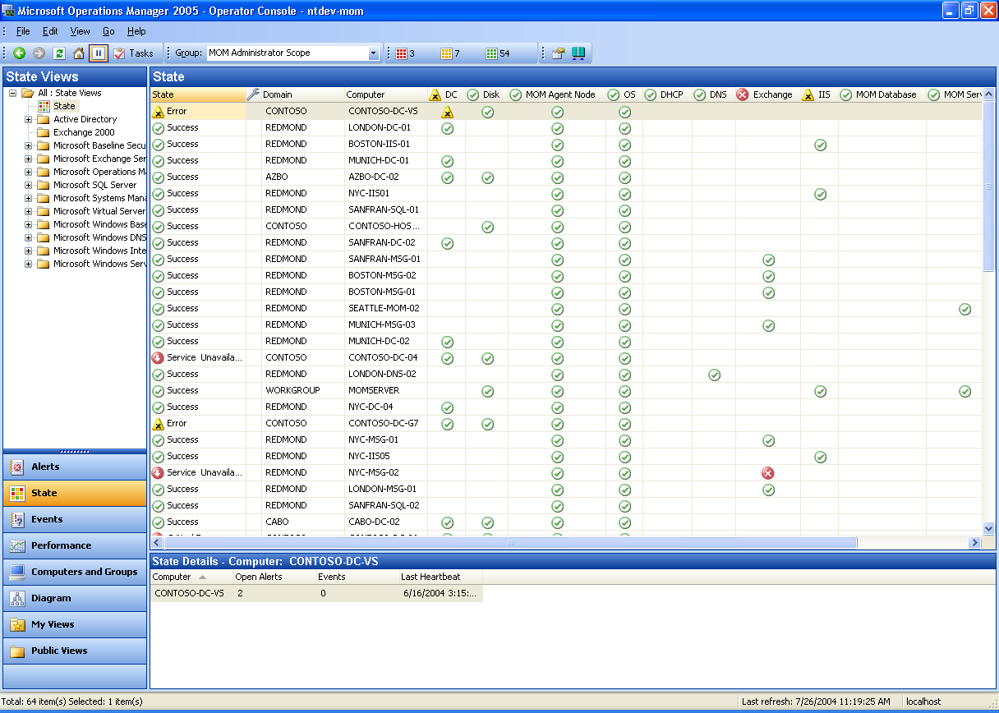 Microsoft Operations Manager 2005 - Operator Console - ntdev-mom
File Edit View Go Help
Tasks Group: MOM Administrator Scope 3 7 54
State Views
All : State Views
State
Active Directory
Exchange 2000
Microsoft Baseline Secu
Microsoft Exchange Ser
Microsoft Operations Ma
Microsoft SQL Server
Microsoft Systems Mana
Microsoft Virtual Server
Microsoft Windows Base
Microsoft Windows DNS
Microsoft Windows Inte
Microsoft Windows Serv
Alerts
State
Events
Performance
Computers and Groups
Diagram
My Views
Public Views
State
State Domain Computer DC Disk MOM Agent Node OS DHCP DNS Exchange IIS MOM Database MOM Serv
Error CONTOSO CONTOSO-DC-VS
Success REDMOND LONDON-DC-01
Success REDMOND BOSTON-IIS-01
Success REDMOND MUNICH-DC-01
Success AZBO AZBO-DC-02
Success REDMOND NYC-IIS01
Success REDMOND SANFRAN-SQL-01
Success CONTOSO CONTOSO-HOS...
Success REDMOND SANFRAN-DC-02
Success REDMOND SANFRAN-MSG-01
Success REDMOND BOSTON-MSG-02
Success REDMOND BOSTON-MSG-01
Success REDMOND SEATTLE-MOM-02
Success REDMOND MUNICH-MSG-03
Success REDMOND MUNICH-DC-02
Service Unavaila... CONTOSO CONTOSO-DC-04
Success REDMOND LONDON-DNS-02
Success WORKGROUP MOMSERVER
Success REDMOND NYC-DC-04
Error CONTOSO CONTOSO-DC-G7
Success REDMOND NYC-MSG-01
Success REDMOND NYC-IIS05
Service Unavaila... REDMOND NYC-MSG-02
Success REDMOND LONDON-MSG-01
Success REDMOND SANFRAN-SQL-02
Success CABO CABO-DC-02
State Details - Computer: CONTOSO-DC-VS
Computer Open Alerts Events Last Heartbeat
CONTOSO-DC-VS 2 0 6/16/2004 3:15:...
Total: 64 item(s) Selected: 1 item(s) Last refresh: 7/26/2004 11:19:25 AM localhost